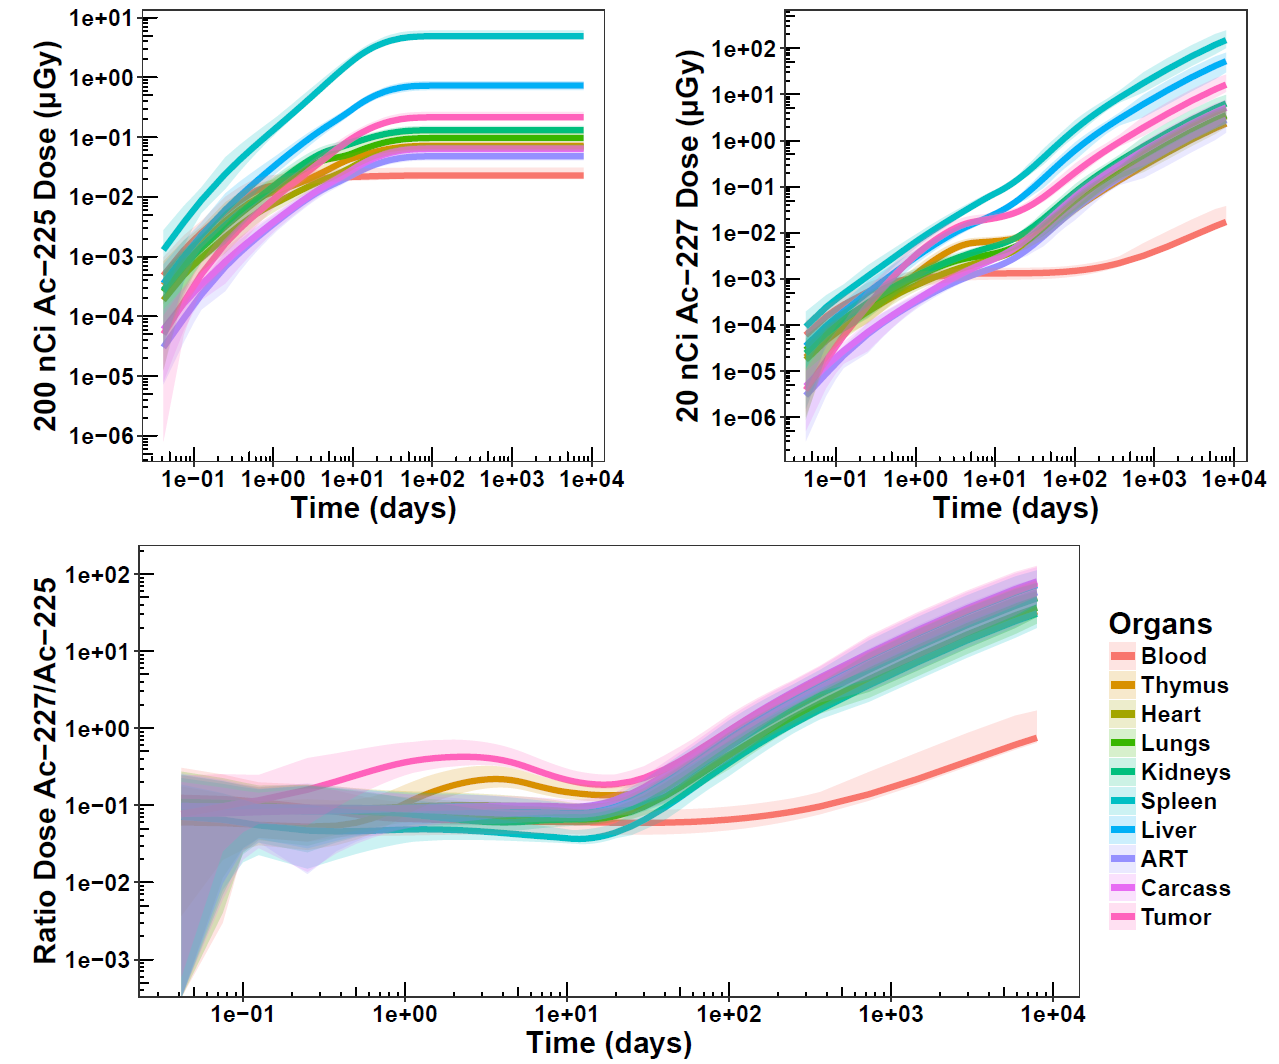 200 nCi Ac−225 Dose (µGy)
1e+01
1e+00
1e−01
1e−02
1e−03
1e−04
1e−05
1e−06
1e−01 1e+00 1e+01 1e+02 1e+03 1e+04
Time (days)
20 nCi Ac−227 Dose (µGy)
1e+02
1e+01
1e+00
1e−01
1e−02
1e−03
1e−04
1e−05
1e−06
1e−01 1e+00 1e+01 1e+02 1e+03 1e+04
Time (days)
Ratio Dose Ac−227/Ac−225
1e+02
1e+01
1e+00
1e−01
1e−02
1e−03
1e−01 1e+00 1e+01 1e+02 1e+03 1e+04
Time (days)
Organs
Blood
Thymus
Heart
Lungs
Kidneys
Spleen
Liver
ART
Carcass
Tumor